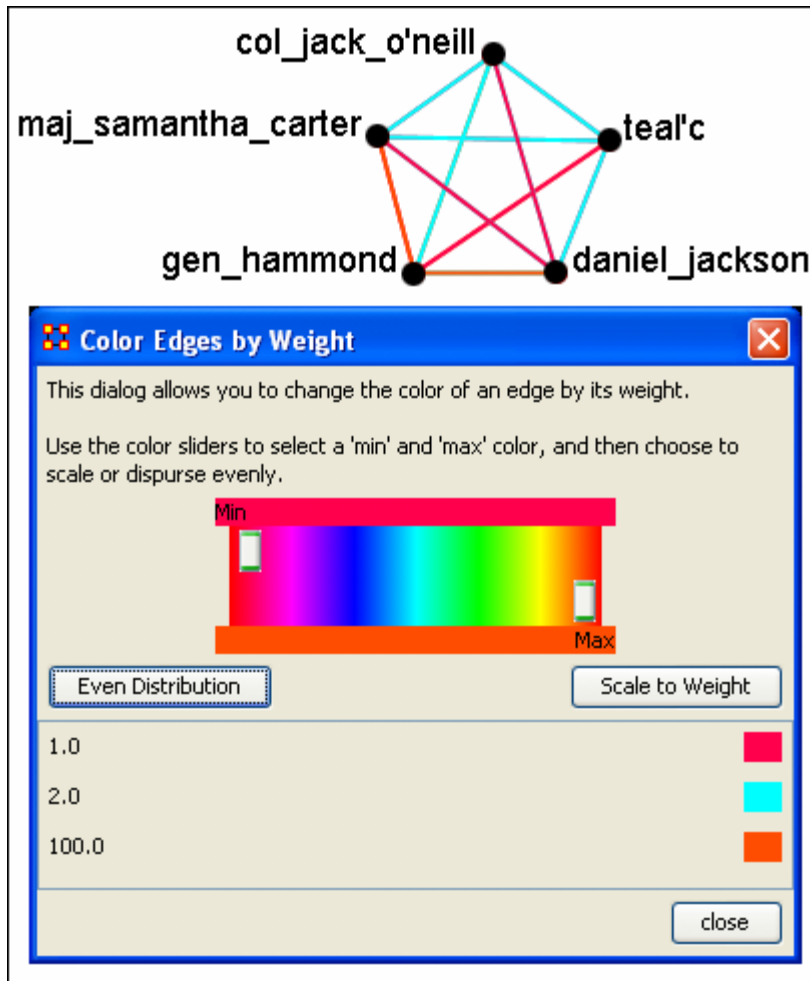 col_jack_o'neill
maj_samantha_carter
teal'c
gen_hammond
daniel_jackson
Color Edges by Weight
This dialog allows you to change the color of an edge by its weight.
Use the color sliders to select a 'min' and 'max' color, and then choose to
scale or dispurse evenly.
Min
Max
Even Distribution
Scale to Weight
1.0
2.0
100.0
close